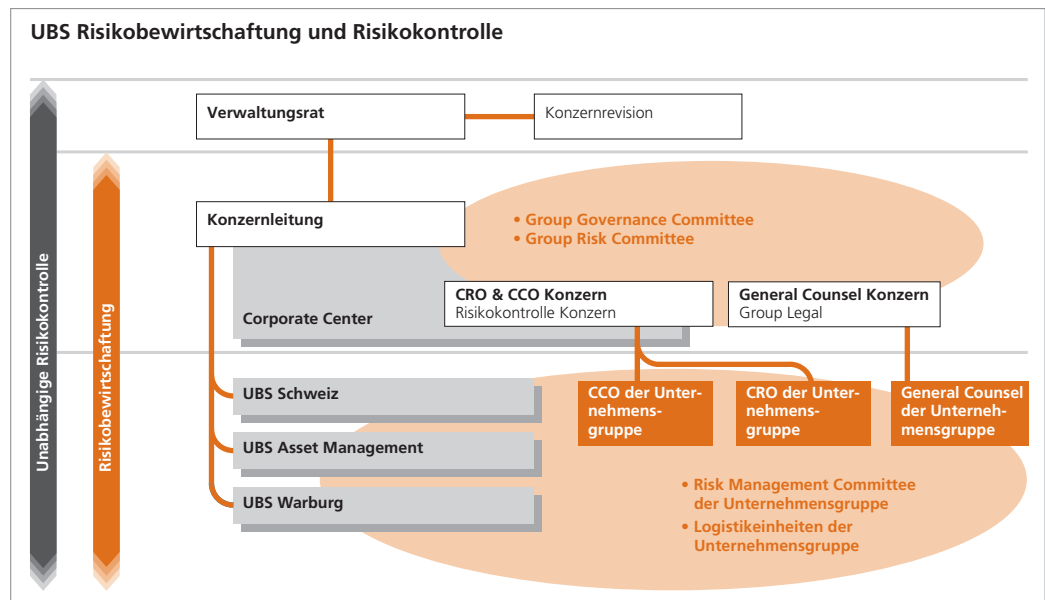 UBS Risikobewirtschaftung und Risikokontrolle
Unabhängige Risikokontrolle
Risikobewirtschaftung
Verwaltungsrat
Konzernrevision
Konzernleitung
• Group Governance Committee
• Group Risk Committee
Corporate Center
CRO & CCO Konzern
Risikokontrolle Konzern
General Counsel Konzern
Group Legal
UBS Schweiz
UBS Asset Management
UBS Warburg
CCO der Unter-
nehmens-
gruppe
CRO der Unter-
nehmens-
gruppe
General Counsel
der Unterneh-
mensgruppe
• Risk Management Committee
der Unternehmensgruppe
• Logistikeinheiten der
Unternehmensgruppe